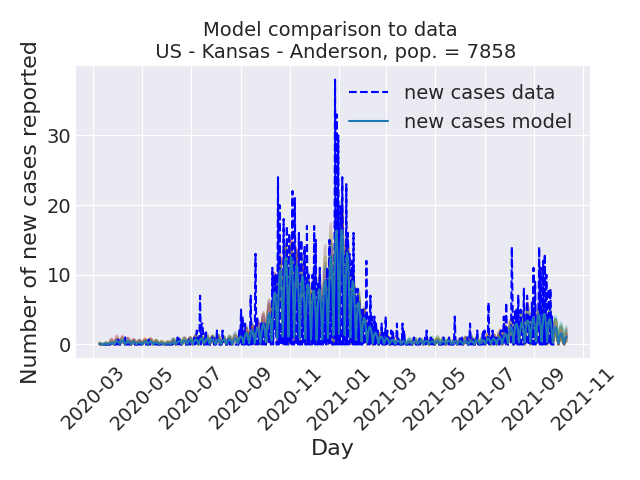 Model comparison to data
US - Kansas - Anderson, pop. = 7858
Number of new cases reported
30
20
10
0
new cases data
new cases model
2020-03
2020-05
2020-07
2020-09
2020-11
2021-01
2021-03
2021-05
2021-07
2021-09
2021-11
Day